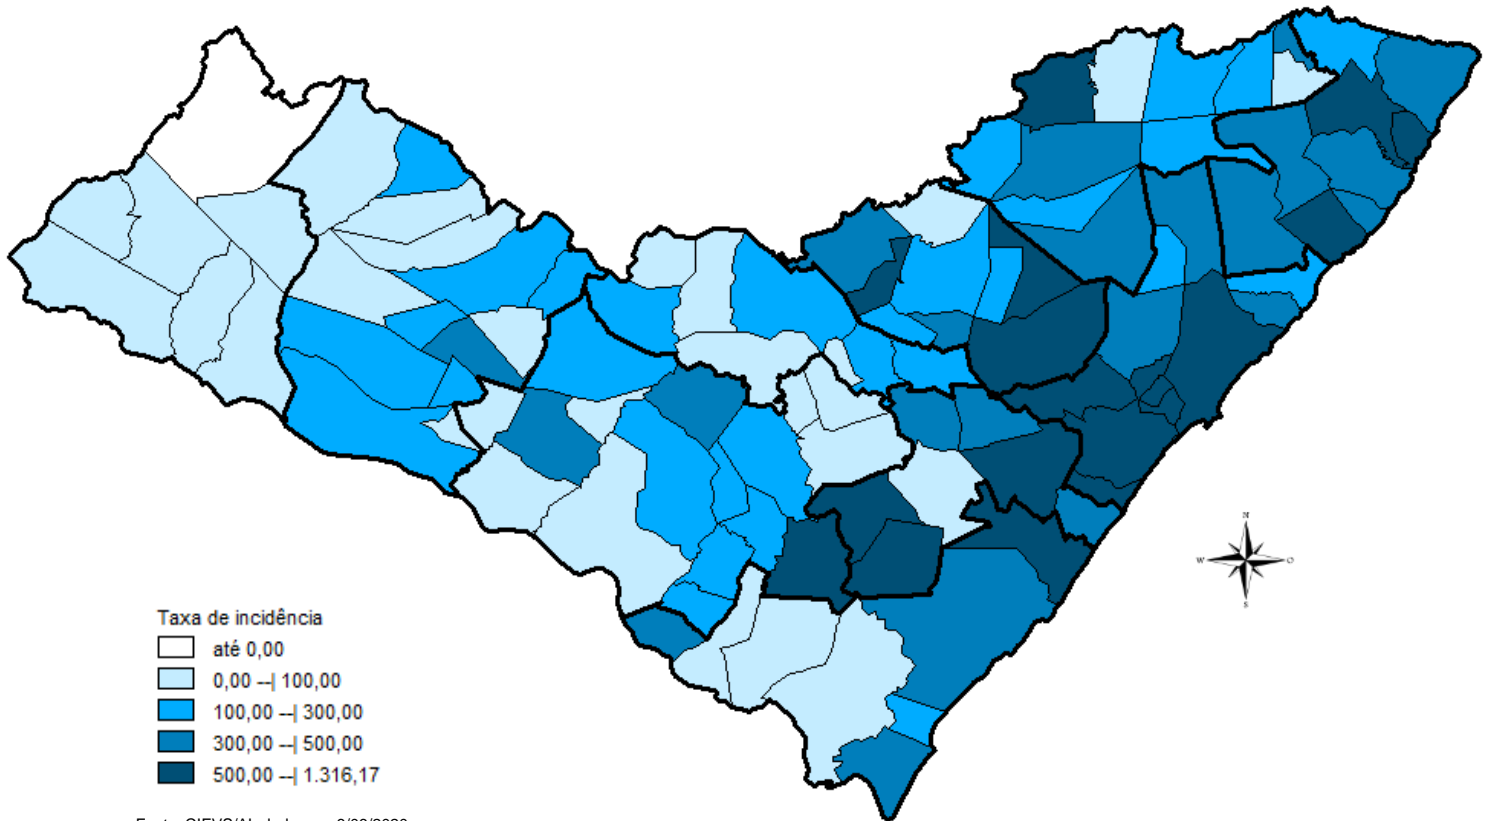 N
W O
S
Taxa de incidência
até 0,00
0,00 --| 100,00
100,00 --| 300,00
300,00 --| 500,00
500,00 --| 1.316,17